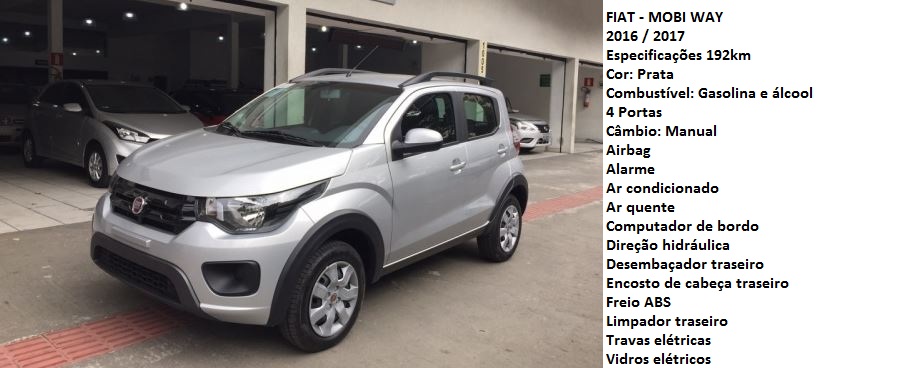 FIAT - MOBI WAY
2016 / 2017
Especificações 192km
Cor: Prata
Combustível: Gasolina e álcool
4 Portas
Câmbio: Manual
Airbag
Alarme
Ar condicionado
Ar quente
Computador de bordo
Direção hidráulica
Desembaçador traseiro
Encosto de cabeça traseiro
Freio ABS
Limpador traseiro
Travas elétricas
Vidros elétricos